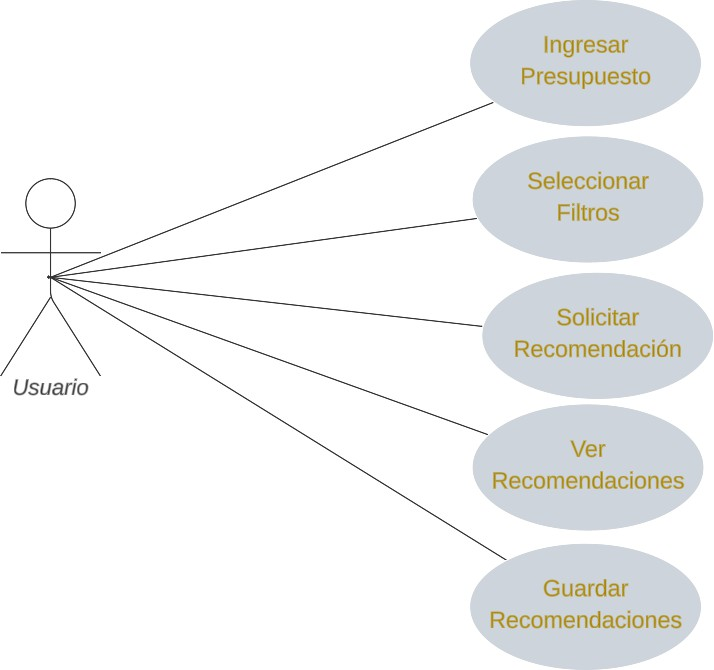 Ingresar
Presupuesto
Seleccionar
Filtros
Solicitar
Recomendación
Usuario
Ver
Recomendaciones
Guardar
Recomendaciones